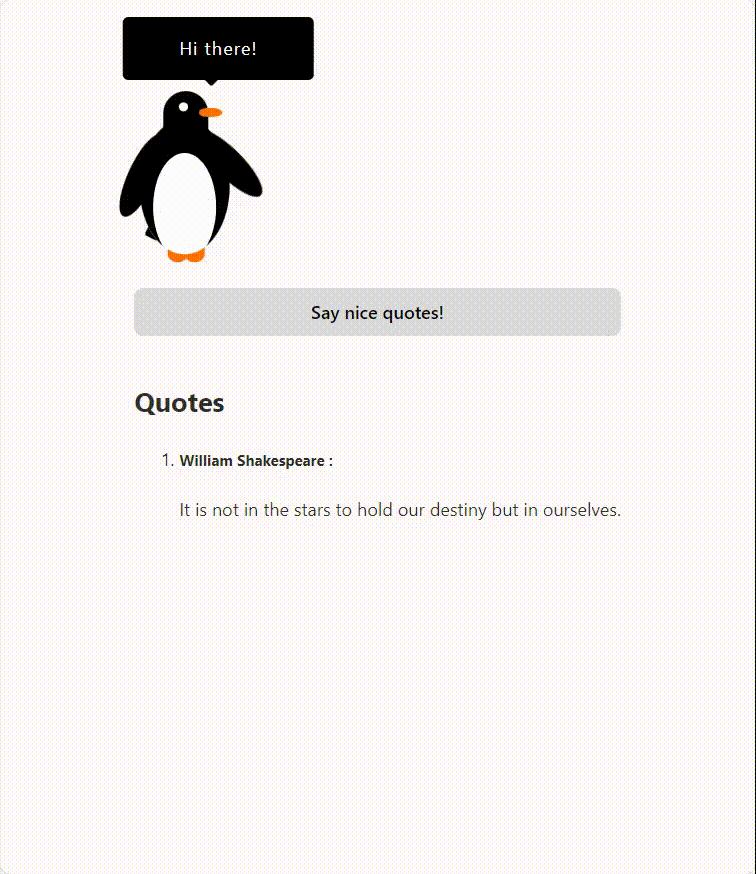 Hi there!
Say nice quotes!
Quotes
1. William Shakespeare :
It is not in the stars to hold our destiny but in ourselves.